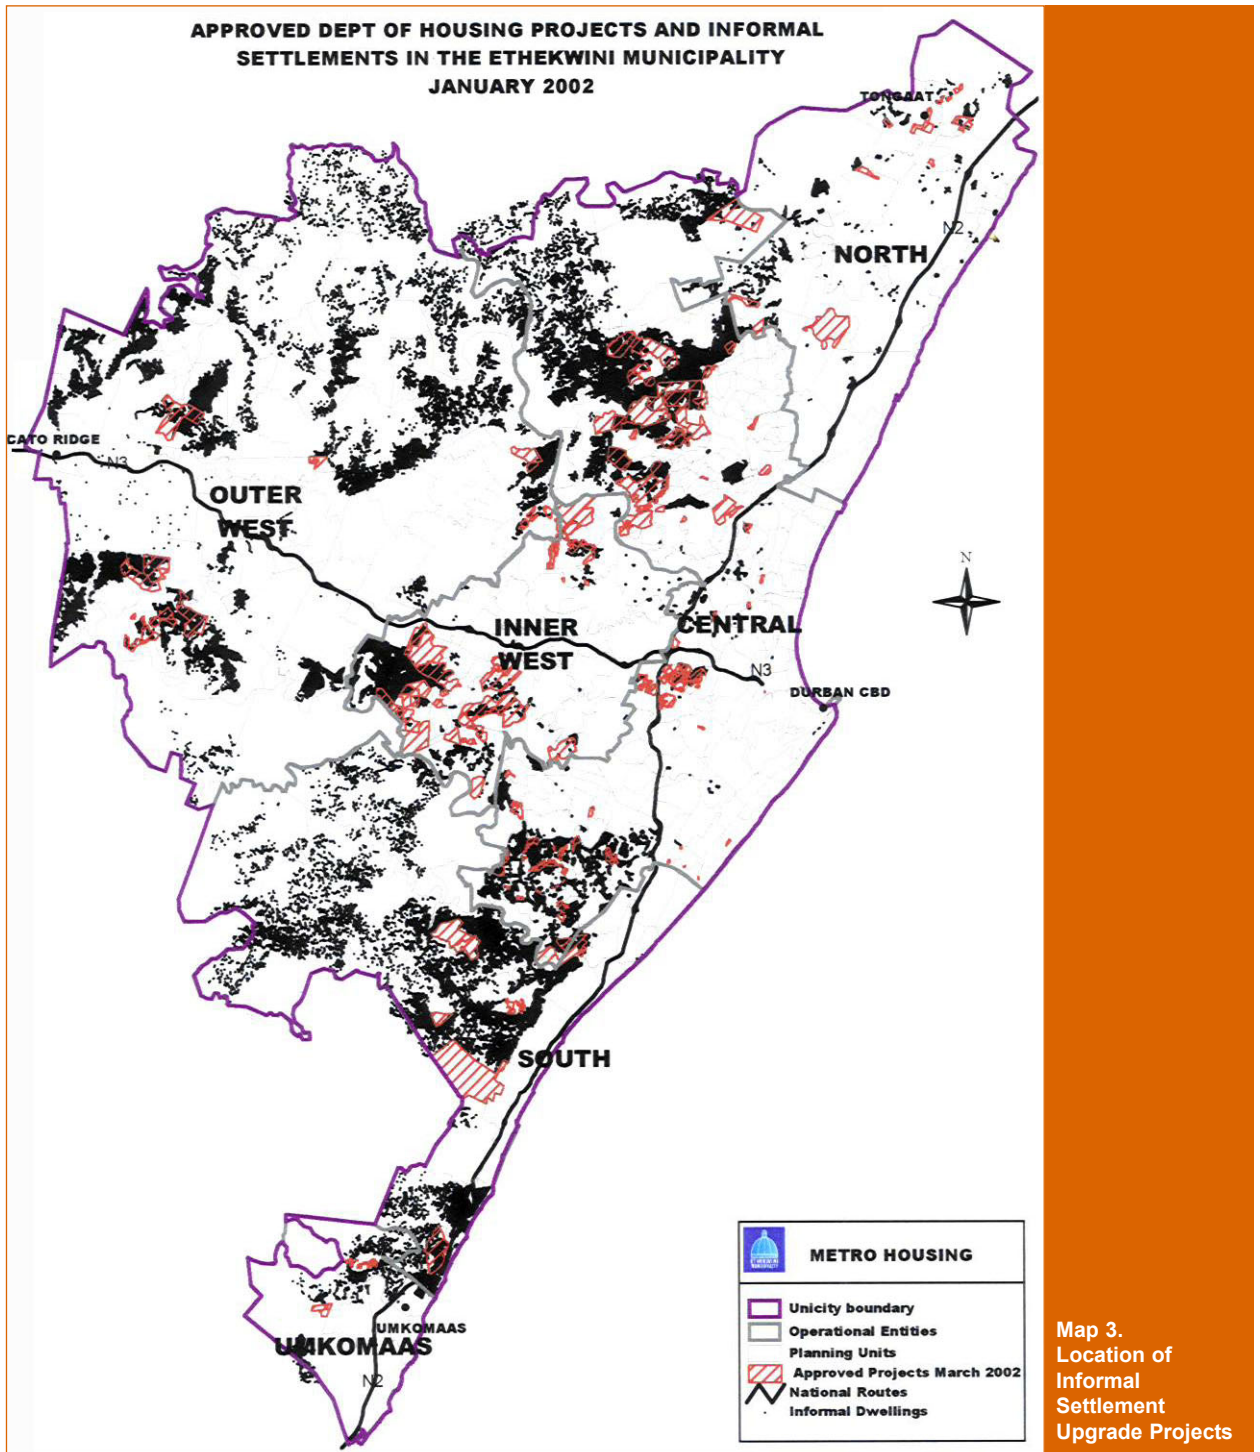 APPROVED DEPT OF HOUSING PROJECTS AND INFORMAL
SETTLEMENTS IN THE ETHEKWINI MUNICIPALITY
JANUARY 2002
TONGAAT
N2
NORTH
CATO RIDGE
N3
OUTER
WEST
INNER
WEST
CENTRAL
N3
DURBAN CBD
N
SOUTH
UMKOMAAS
UMKOMAAS
N2
METRO HOUSING
Unicity boundary
Operational Entities
Planning Units
Approved Projects March 2002
National Routes
Informal Dwellings
Map 3.
Location of
Informal
Settlement
Upgrade Projects